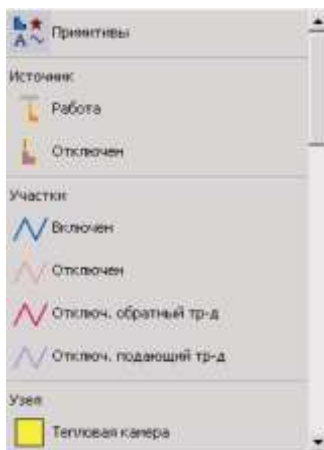 Примитивы
Источник
Работа
Отключен
Участки
Включен
Отключен
Отключ. обратный тр-д
Отключ. подающий тр-д
Узел
Тепловая камера